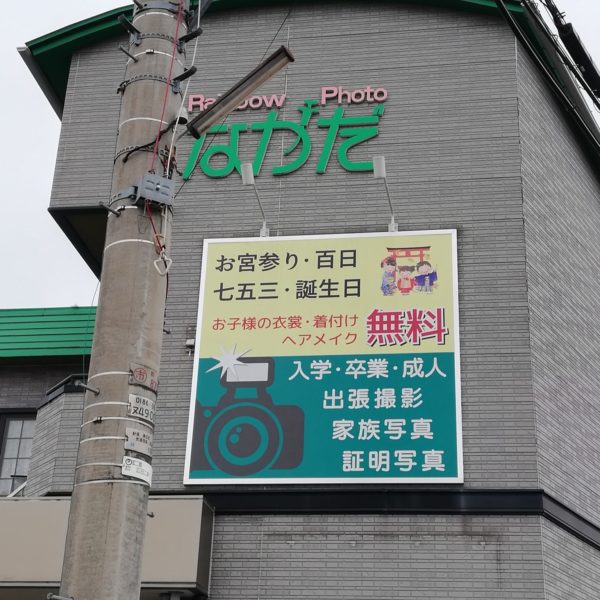 Rainbow Photo
ながた
お宮参り・百日
七五三・誕生日
お子様の衣裳・着付け
ヘアメイク
無料
入学・卒業・成人
出張撮影
家族写真
証明写真